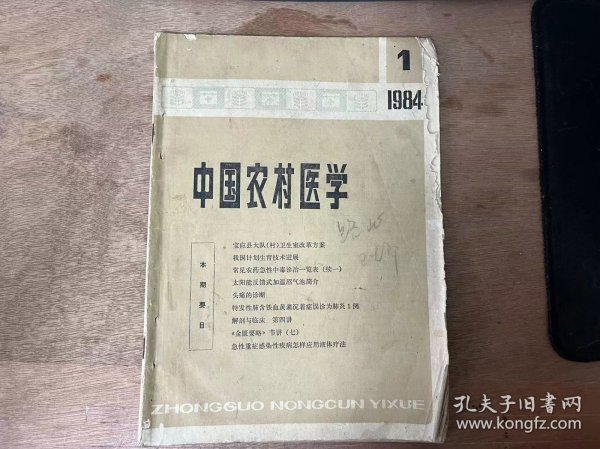 1
1984
中国农村医学
本期要目
宝应县大队(村)卫生室改革方案
我国计划生育技术进展
常见农药急性中毒诊治一览表(续一)
太阳能反馈式加温沼气池简介
头痛的诊断
特发性肺含铁血黄素沉着症误诊为肺炎1例
解剖与临床 第四讲
《金匮要略》节讲(七)
急性重症感染性疾病怎样应用液体疗法
ZHONGGUO NONGCUN YIXUE
孔夫子旧书网
www.kongfz.com